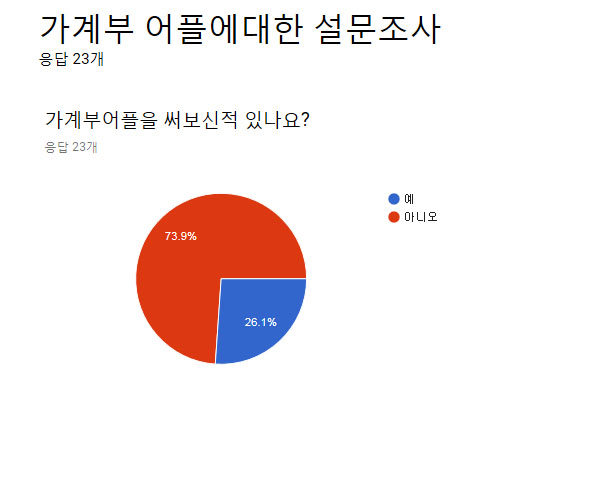 가계부 어플에대한 설문조사
응답 23개
가계부어플을 써보신적 있나요?
응답 23개
예
아니오
73.9%
26.1%